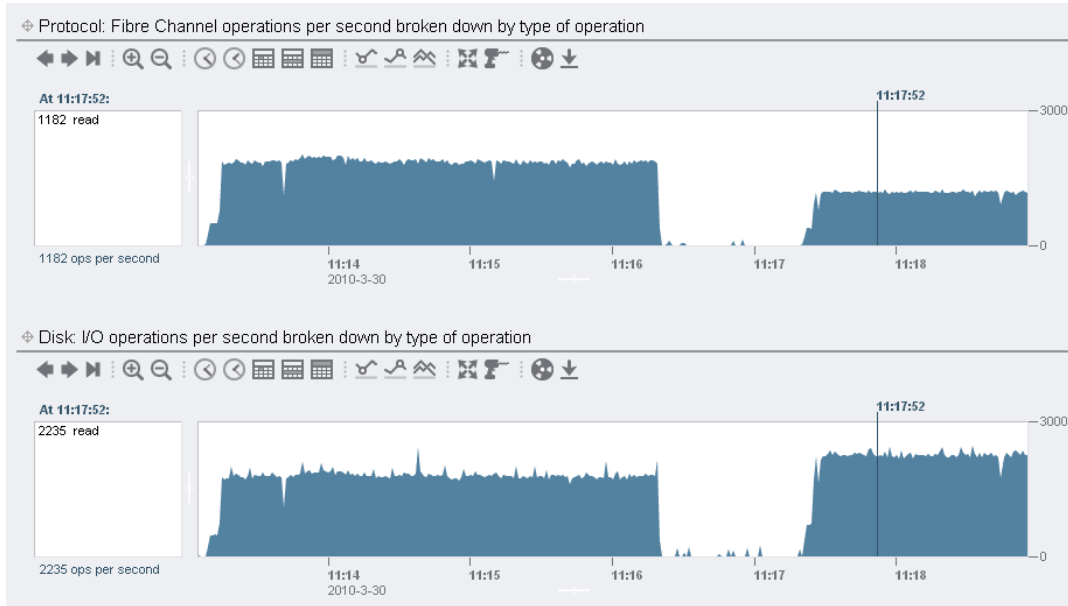 Protocol: Fibre Channel operations per second broken down by type of operation
At 11:17:52:
11:17:52
1182 read
3000
0
1182 ops per second
11:14
11:15
11:16
11:17
11:18
2010-3-30
Disk: I/O operations per second broken down by type of operation
At 11:17:52:
11:17:52
2235 read
3000
0
2235 ops per second
11:14
11:15
11:16
11:17
11:18
2010-3-30